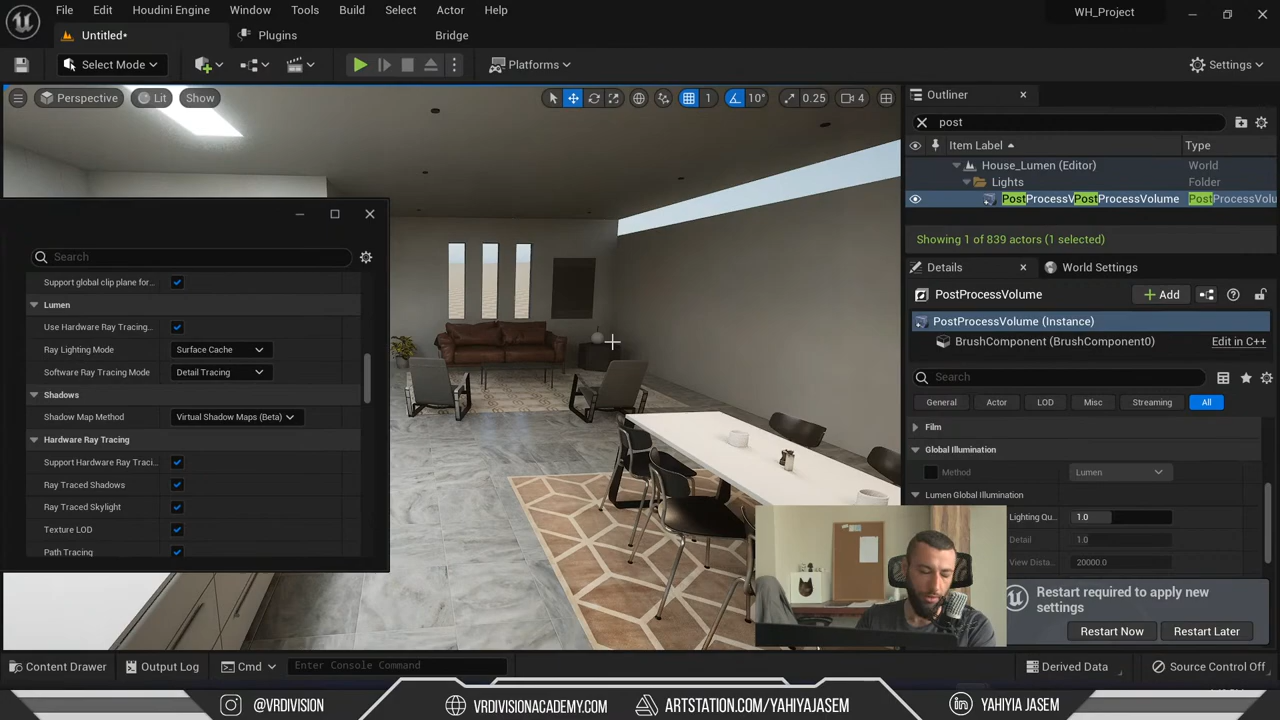 File Edit Houdini Engine Window Tools Build Select Actor Help
WH_Project
Untitled*
Plugins
Bridge
Select Mode
Platforms
Settings
Perspective
Lit
Show
1
10°
0.25
4
Outliner
post
Item Label
Type
House_Lumen (Editor)
World
Lights
Folder
PostProcessVPostProcessVolume
PostProcessVolu
Showing 1 of 839 actors (1 selected)
Details
World Settings
PostProcessVolume
Add
PostProcessVolume (Instance)
BrushComponent (BrushComponent0)
Edit in C++
Search
General
Actor
LOD
Misc
Streaming
All
Film
Global Illumination
Method
Lumen
Lumen Global Illumination
Lighting Qu...
1.0
Detail
1.0
View Dista...
20000.0
Search
Support global clip plane for...
Lumen
Use Hardware Ray Tracing...
Ray Lighting Mode
Surface Cache
Software Ray Tracing Mode
Detail Tracing
Shadows
Shadow Map Method
Virtual Shadow Maps (Beta)
Hardware Ray Tracing
Support Hardware Ray Traci...
Ray Traced Shadows
Ray Traced Skylight
Texture LOD
Path Tracing
Restart required to apply new
settings
Restart Now
Restart Later
Content Drawer
Output Log
Cmd
Enter Console Command
Derived Data
Source Control Off
@VRDIVISION
VRDIVISIONACADEMY.COM
ARTSTATION.COM/YAHIYAJASEM
YAHIYIA JASEM